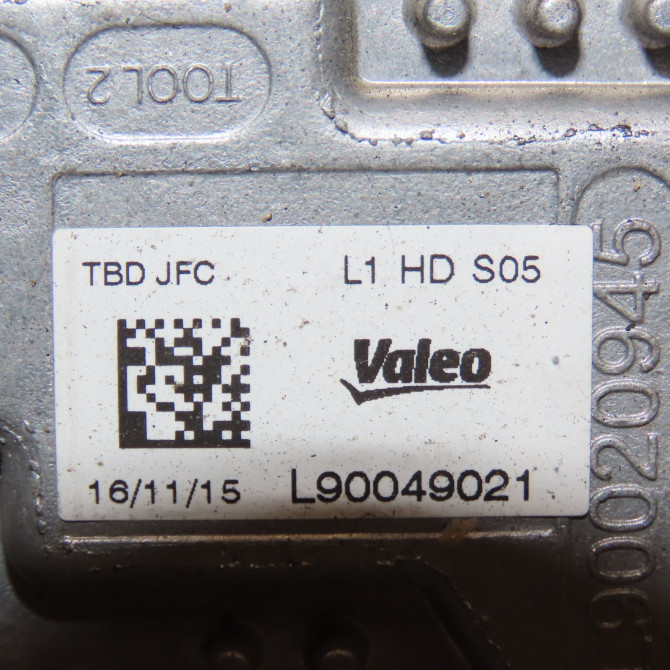 TOOL2
TBD JFC L1 HD S05
Valeo
16/11/15 L90049021
90020945